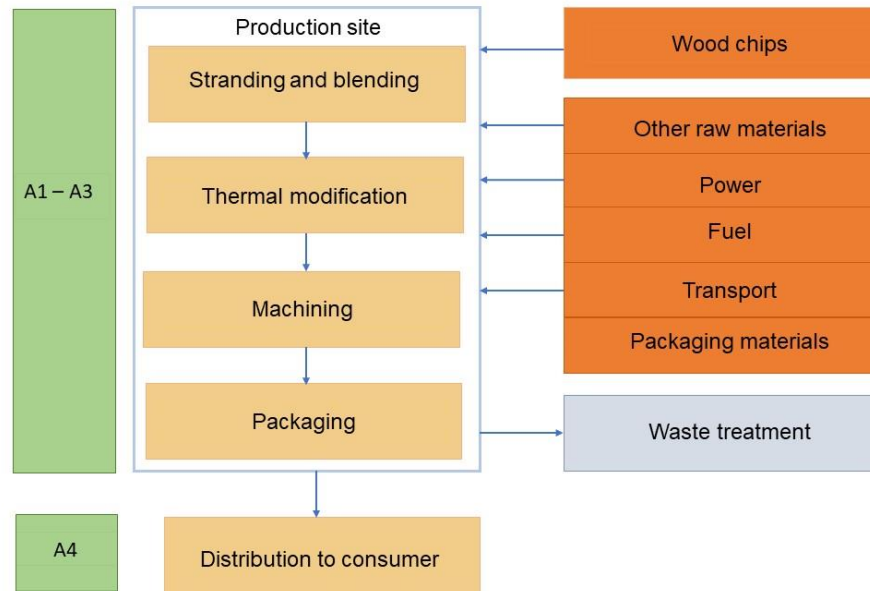 Production site
Stranding and blending
Thermal modification
Machining
Packaging
A1 – A3
Wood chips
Other raw materials
Power
Fuel
Transport
Packaging materials
Waste treatment
A4
Distribution to consumer